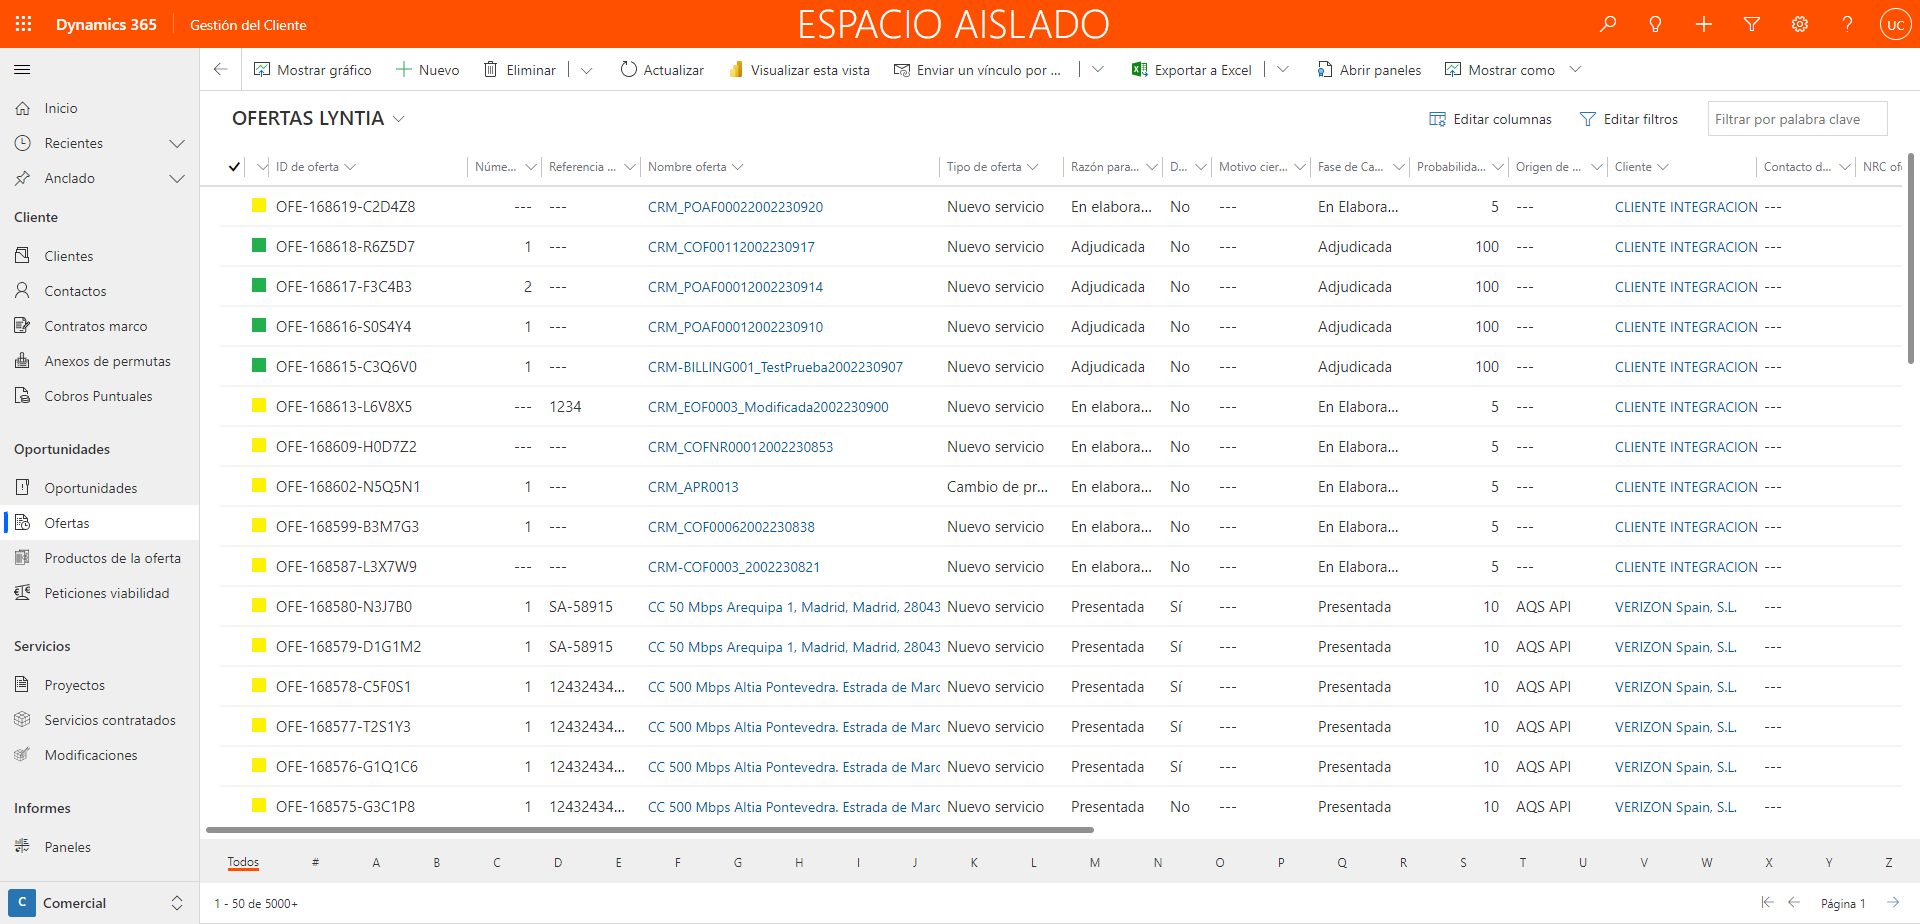 Dynamics 365 Gestión del Cliente ESPACIO AISLADO ? UC
Mostrar gráfico Nuevo Eliminar Actualizar Visualizar esta vista Enviar un vínculo por ... Exportar a Excel Abrir paneles Mostrar como
Inicio
Recientes
Anclado
Cliente
Clientes
Contactos
Contratos marco
Anexos de permutas
Cobros Puntuales
Oportunidades
Oportunidades
Ofertas
Productos de la oferta
Peticiones viabilidad
Servicios
Proyectos
Servicios contratados
Modificaciones
Informes
Paneles
C Comercial
OFERTAS LYNTIA
Editar columnas Editar filtros Filtrar por palabra clave
ID de oferta Núme... Referencia ... Nombre oferta Tipo de oferta Razón para... D... Motivo cier... Fase de Ca... Probabilida... Origen de ... Cliente Contacto d... NRC of
OFE-168619-C2D4Z8 --- --- CRM_POAF00022002230920 Nuevo servicio En elabora... No --- En Elabora... 5 --- CLIENTE INTEGRACION ---
OFE-168618-R6Z5D7 1 --- CRM_COF00112002230917 Nuevo servicio Adjudicada No --- Adjudicada 100 --- CLIENTE INTEGRACION ---
OFE-168617-F3C4B3 2 --- CRM_POAF00012002230914 Nuevo servicio Adjudicada No --- Adjudicada 100 --- CLIENTE INTEGRACION ---
OFE-168616-S0S4Y4 1 --- CRM_POAF00012002230910 Nuevo servicio Adjudicada No --- Adjudicada 100 --- CLIENTE INTEGRACION ---
OFE-168615-C3Q6V0 1 --- CRM-BILLING001_TestPrueba2002230907 Nuevo servicio Adjudicada No --- Adjudicada 100 --- CLIENTE INTEGRACION ---
OFE-168613-L6V8X5 --- 1234 CRM_EOF0003_Modificada2002230900 Nuevo servicio En elabora... No --- En Elabora... 5 --- CLIENTE INTEGRACION ---
OFE-168609-H0D7Z2 --- --- CRM_COFNR00012002230853 Nuevo servicio En elabora... No --- En Elabora... 5 --- CLIENTE INTEGRACION ---
OFE-168602-N5Q5N1 1 --- CRM_APR0013 Cambio de pr... En elabora... No --- En Elabora... 5 --- CLIENTE INTEGRACION ---
OFE-168599-B3M7G3 1 --- CRM_COF00062002230838 Nuevo servicio En elabora... No --- En Elabora... 5 --- CLIENTE INTEGRACION ---
OFE-168587-L3X7W9 --- --- CRM-COF0003_2002230821 Nuevo servicio En elabora... No --- En Elabora... 5 --- CLIENTE INTEGRACION ---
OFE-168580-N3J7B0 1 SA-58915 CC 50 Mbps Arequipa 1, Madrid, Madrid, 28043 Nuevo servicio Presentada Sí --- Presentada 10 AQS API VERIZON Spain, S.L. ---
OFE-168579-D1G1M2 1 SA-58915 CC 50 Mbps Arequipa 1, Madrid, Madrid, 28043 Nuevo servicio Presentada Sí --- Presentada 10 AQS API VERIZON Spain, S.L. ---
OFE-168578-C5F0S1 1 12432434... CC 500 Mbps Altia Pontevedra. Estrada de Marc Nuevo servicio Presentada Sí --- Presentada 10 AQS API VERIZON Spain, S.L. ---
OFE-168577-T2S1Y3 1 12432434... CC 500 Mbps Altia Pontevedra. Estrada de Marc Nuevo servicio Presentada Sí --- Presentada 10 AQS API VERIZON Spain, S.L. ---
OFE-168576-G1Q1C6 1 12432434... CC 500 Mbps Altia Pontevedra. Estrada de Marc Nuevo servicio Presentada Sí --- Presentada 10 AQS API VERIZON Spain, S.L. ---
OFE-168575-G3C1P8 1 12432434... CC 500 Mbps Altia Pontevedra. Estrada de Marc Nuevo servicio Presentada No --- Presentada 10 AQS API VERIZON Spain, S.L. ---
Todos # A B C D E F G H I J K L M N O P Q R S T U V W X Y Z
1 - 50 de 5000+ Página 1